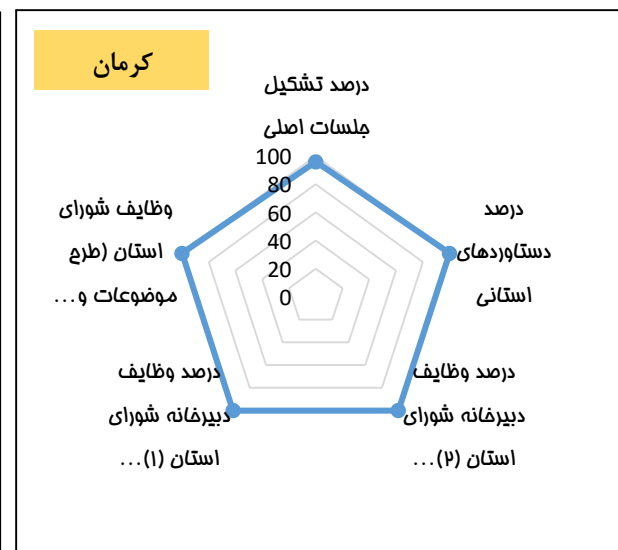 کرمان
درصد تشکیل
جلسات اصلی
100
80
60
40
20
0
درصد
دستاوردهای
استانی
درصد وظایف
دبیرخانه شورای
استان (۲)...
درصد وظایف
دبیرخانه شورای
استان (۱)...
وظایف شورای
استان (طرح
موضوعات و...